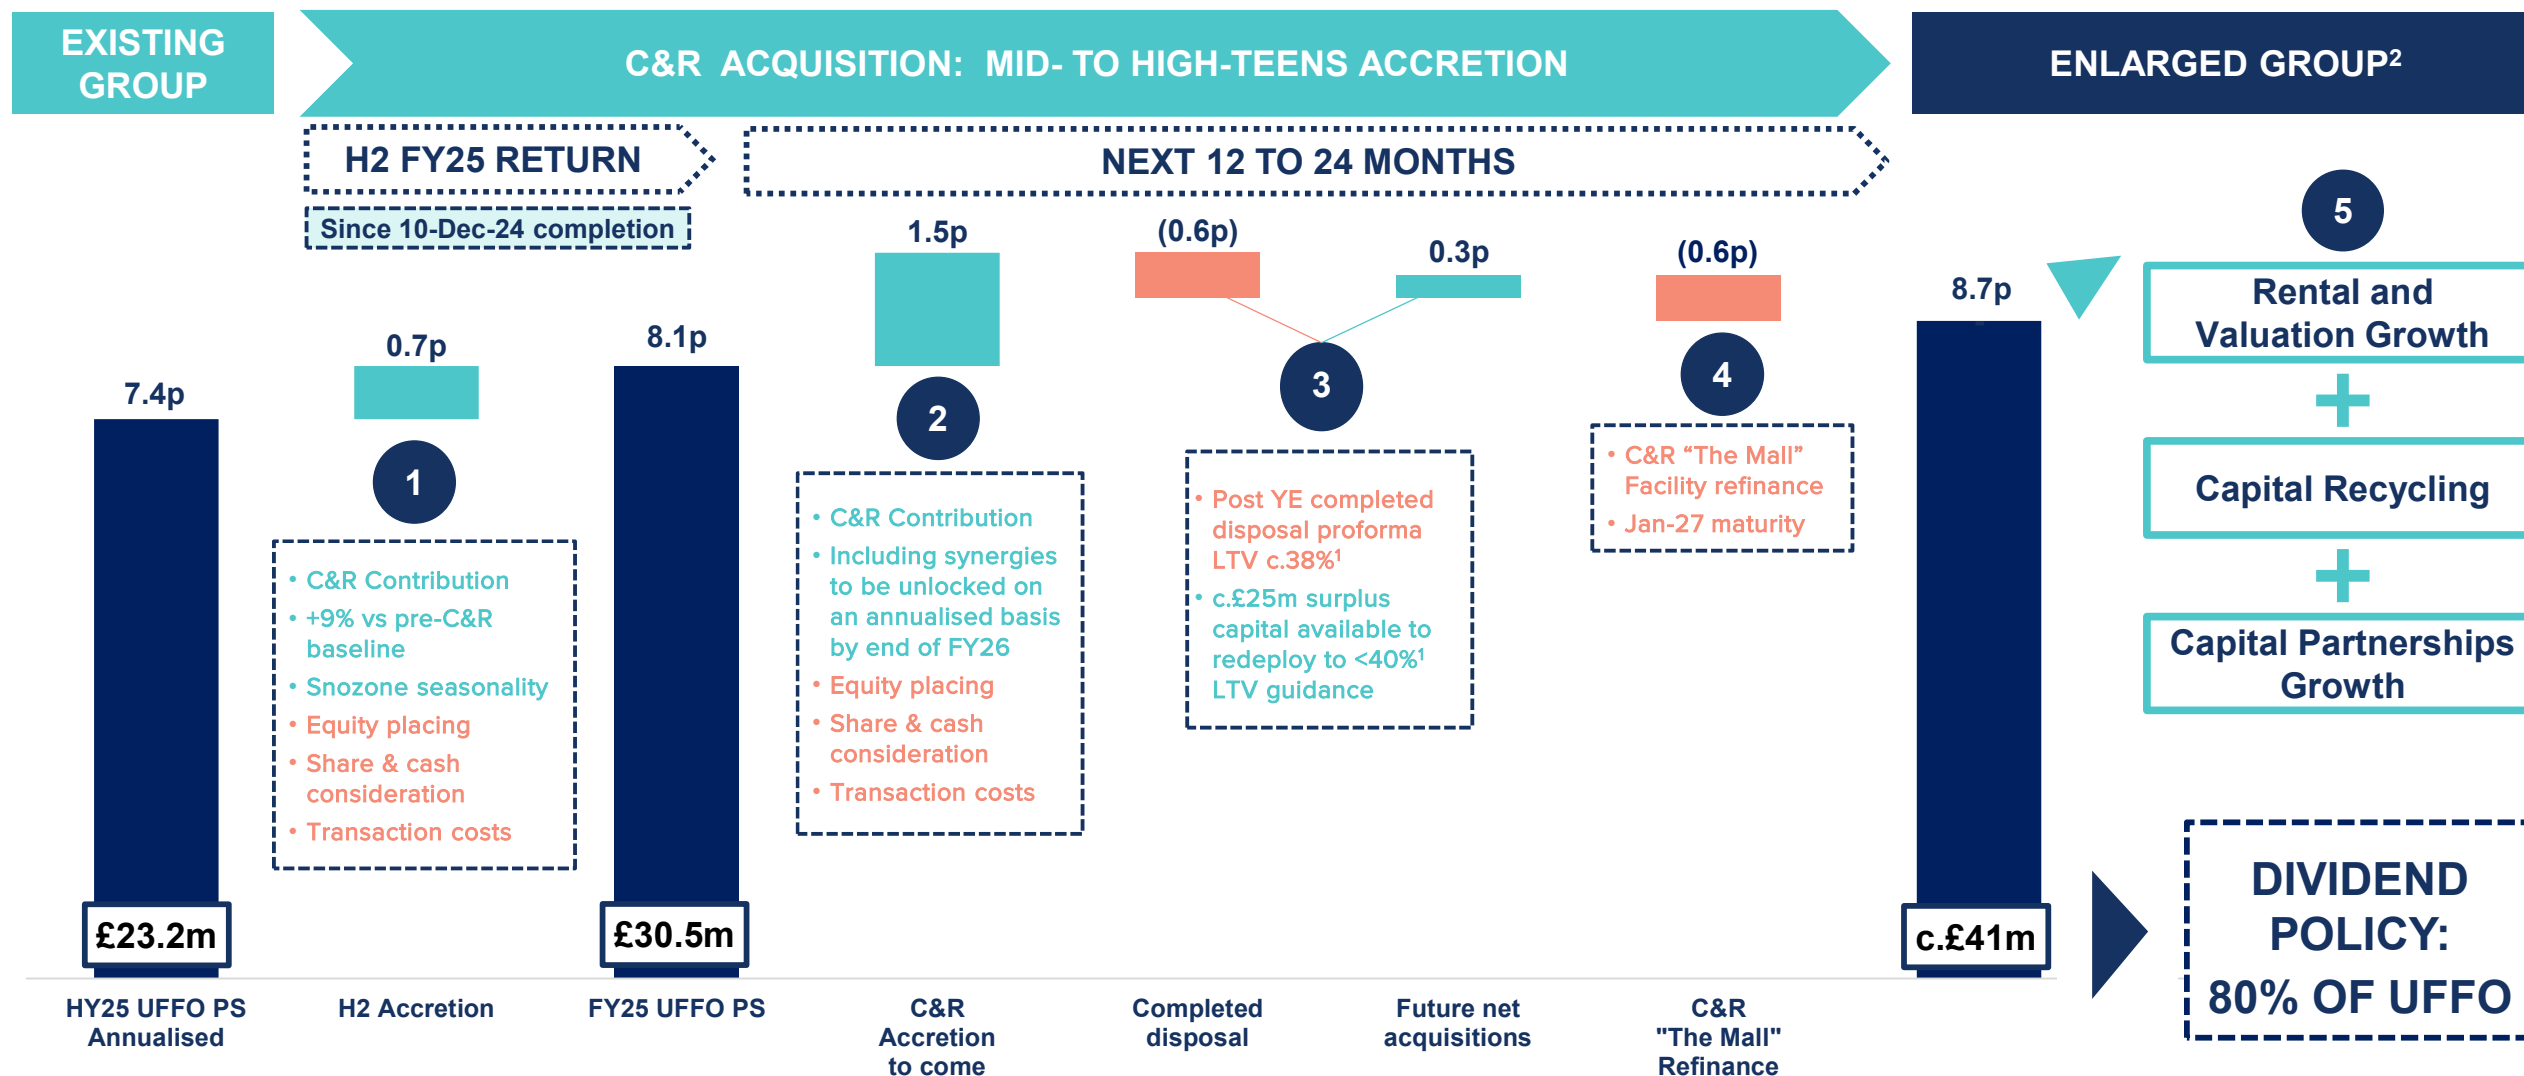 EXISTING
GROUP
C&R ACQUISITION: MID- TO HIGH-TEENS ACCRETION
ENLARGED GROUP²
H2 FY25 RETURN
NEXT 12 TO 24 MONTHS
Since 10-Dec-24 completion
7.4p
0.7p
8.1p
1.5p
(0.6p)
0.3p
(0.6p)
8.7p
1
• C&R Contribution
• +9% vs pre-C&R
baseline
• Snozone seasonality
• Equity placing
• Share & cash
consideration
• Transaction costs
2
• C&R Contribution
• Including synergies
to be unlocked on
an annualised basis
by end of FY26
• Equity placing
• Share & cash
consideration
• Transaction costs
3
• Post YE completed
disposal proforma
LTV c.38%¹
• c.£25m surplus
capital available to
redeploy to <40%¹
LTV guidance
4
• C&R “The Mall”
Facility refinance
• Jan-27 maturity
5
Rental and
Valuation Growth
+
Capital Recycling
+
Capital Partnerships
Growth
£23.2m
£30.5m
c.£41m
DIVIDEND
POLICY:
80% OF UFFO
HY25 UFFO PS
Annualised
H2 Accretion
FY25 UFFO PS
C&R
Accretion
to come
Completed
disposal
Future net
acquisitions
C&R
"The Mall"
Refinance